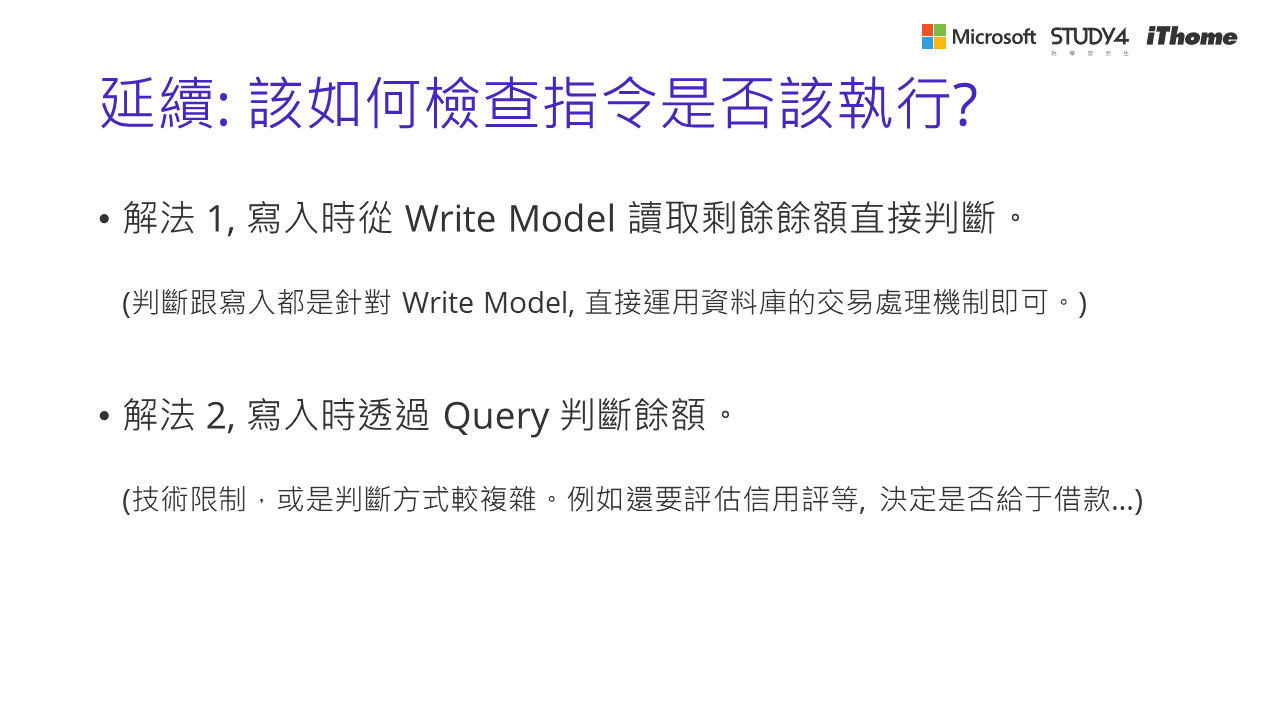 Microsoft STUDY4 iThome
為學習而生
延續: 該如何檢查指令是否該執行?
• 解法 1, 寫入時從 Write Model 讀取剩餘餘額直接判斷。
(判斷跟寫入都是針對 Write Model, 直接運用資料庫的交易處理機制即可。)
• 解法 2, 寫入時透過 Query 判斷餘額。
(技術限制，或是判斷方式較複雜。例如還要評估信用評等, 決定是否給于借款...)